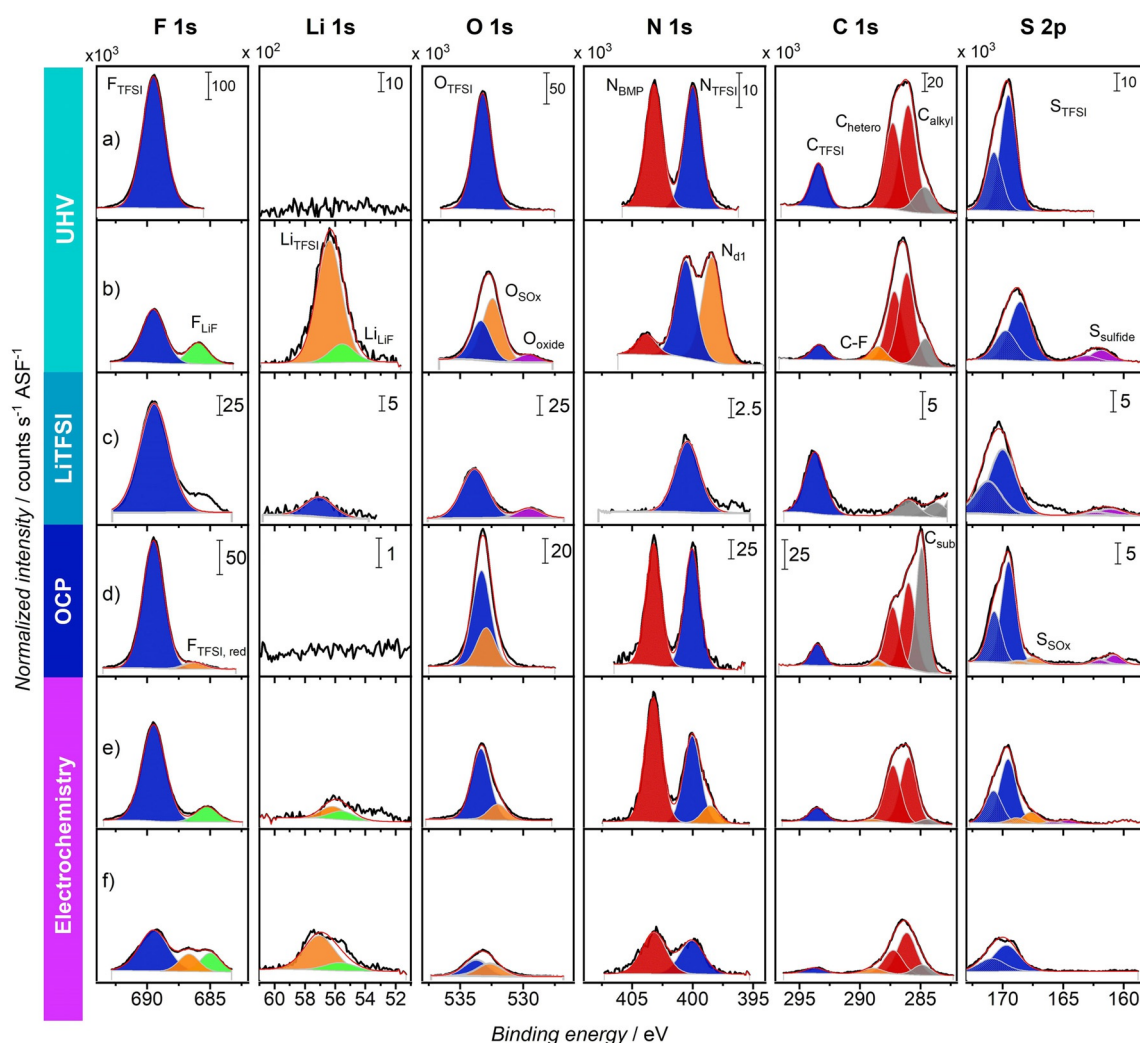 F 1s Li 1s O 1s N 1s C 1s S 2p
x10³ x 10² x 10³ x 10³ x 10³ x 10³
Normalized intensity / counts s⁻¹ ASF⁻¹
UHV
a) F_TFSI 100 10 O_TFSI 50 N_BMP N_TFSI 10 20 C_TFSI C_hetero C_alkyl 10 S_TFSI
b) F_LiF Li_TFSI Li_LiF O_SOx O_oxide N_d1 C-F S_sulfide
LiTFSI
c) 25 5 25 2.5 5 5
OCP
d) 50 F_TFSI, red 1 20 25 25 C_sub 5 S_SOx
Electrochemistry
e)
f)
690 685 60 58 56 54 52 535 530 405 400 395 295 290 285 170 165 160
Binding energy / eV